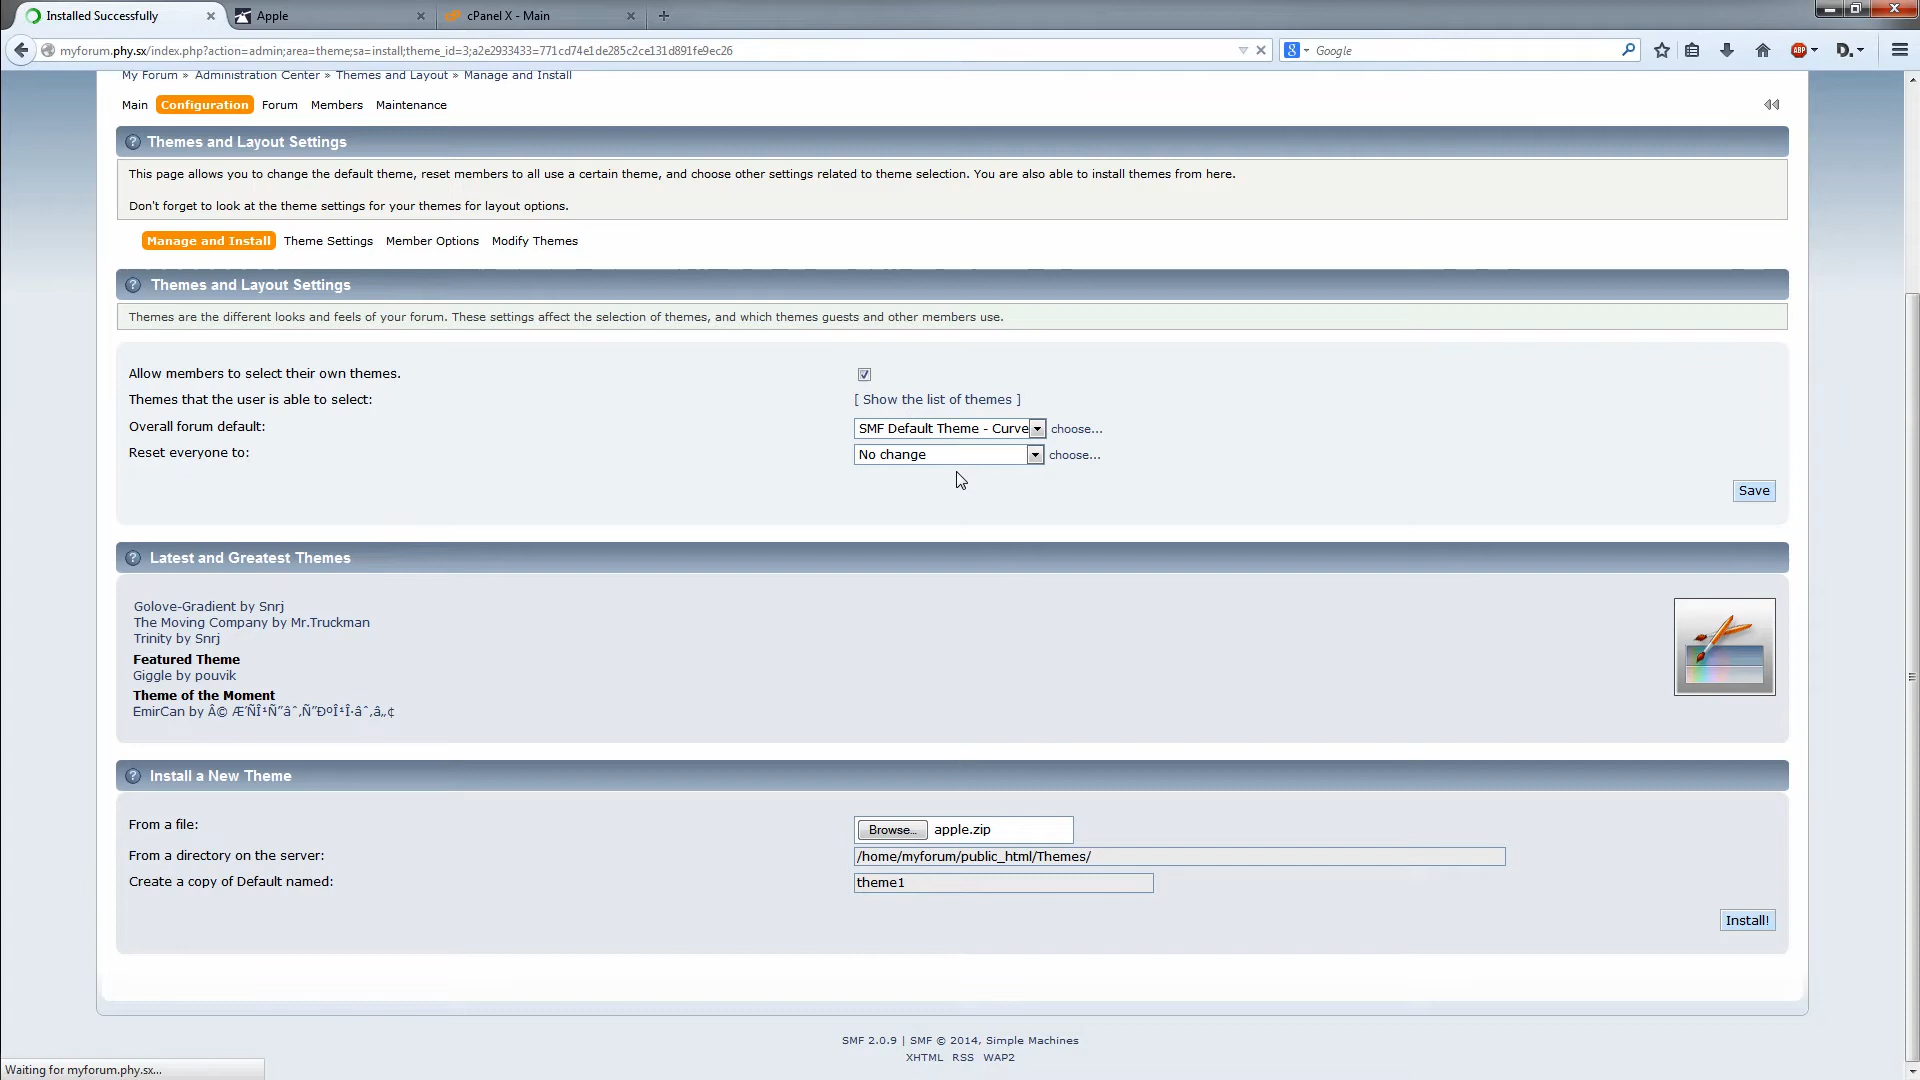 Installed Successfully
Apple
cPanel X - Main
myforum.phy.sx/index.php?action=admin;area=theme;sa=install;theme_id=3;a2e2933433=771cd74e1de285c2ce131d891fe9ec26
Google
ABP
D.
My Forum » Administration Center » Themes and Layout » Manage and Install
Main Configuration Forum Members Maintenance
Themes and Layout Settings
This page allows you to change the default theme, reset members to all use a certain theme, and choose other settings related to theme selection. You are also able to install themes from here.
Don't forget to look at the theme settings for your themes for layout options.
Manage and Install Theme Settings Member Options Modify Themes
Themes and Layout Settings
Themes are the different looks and feels of your forum. These settings affect the selection of themes, and which themes guests and other members use.
Allow members to select their own themes.
Themes that the user is able to select: [ Show the list of themes ]
Overall forum default: SMF Default Theme - Curve choose...
Reset everyone to: No change choose...
Save
Latest and Greatest Themes
Golove-Gradient by Snrj
The Moving Company by Mr.Truckman
Trinity by Snrj
Featured Theme
Giggle by pouvik
Theme of the Moment
EmirCan by
Install a New Theme
From a file: Browse... apple.zip
From a directory on the server: /home/myforum/public_html/Themes/
Create a copy of Default named: theme1
Install!
SMF 2.0.9 | SMF © 2014, Simple Machines
XHTML RSS WAP2
Waiting for myforum.phy.sx...